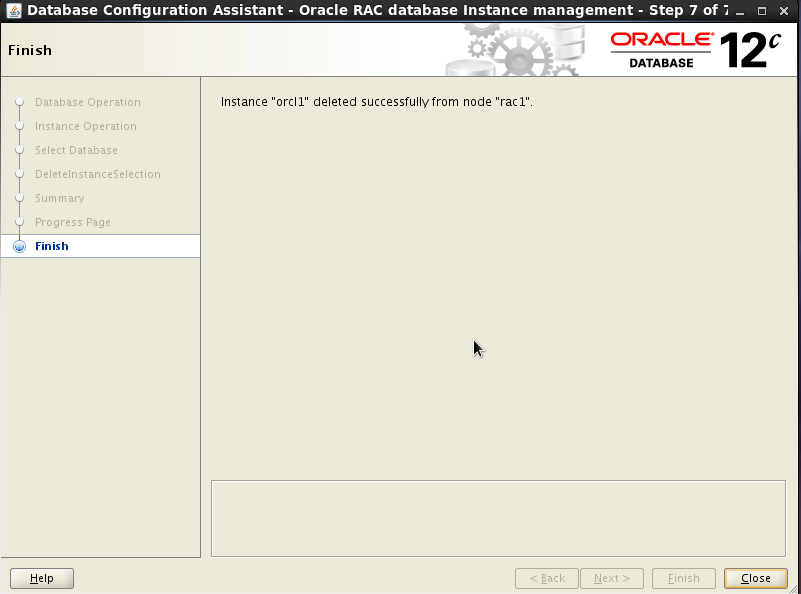 Database Configuration Assistant - Oracle RAC database Instance management - Step 7 of 7
Finish
ORACLE
DATABASE
12c
Database Operation
Instance Operation
Select Database
DeleteInstanceSelection
Summary
Progress Page
Finish
Instance "orcl1" deleted successfully from node "rac1".
Help
< Back
Next >
Finish
Close